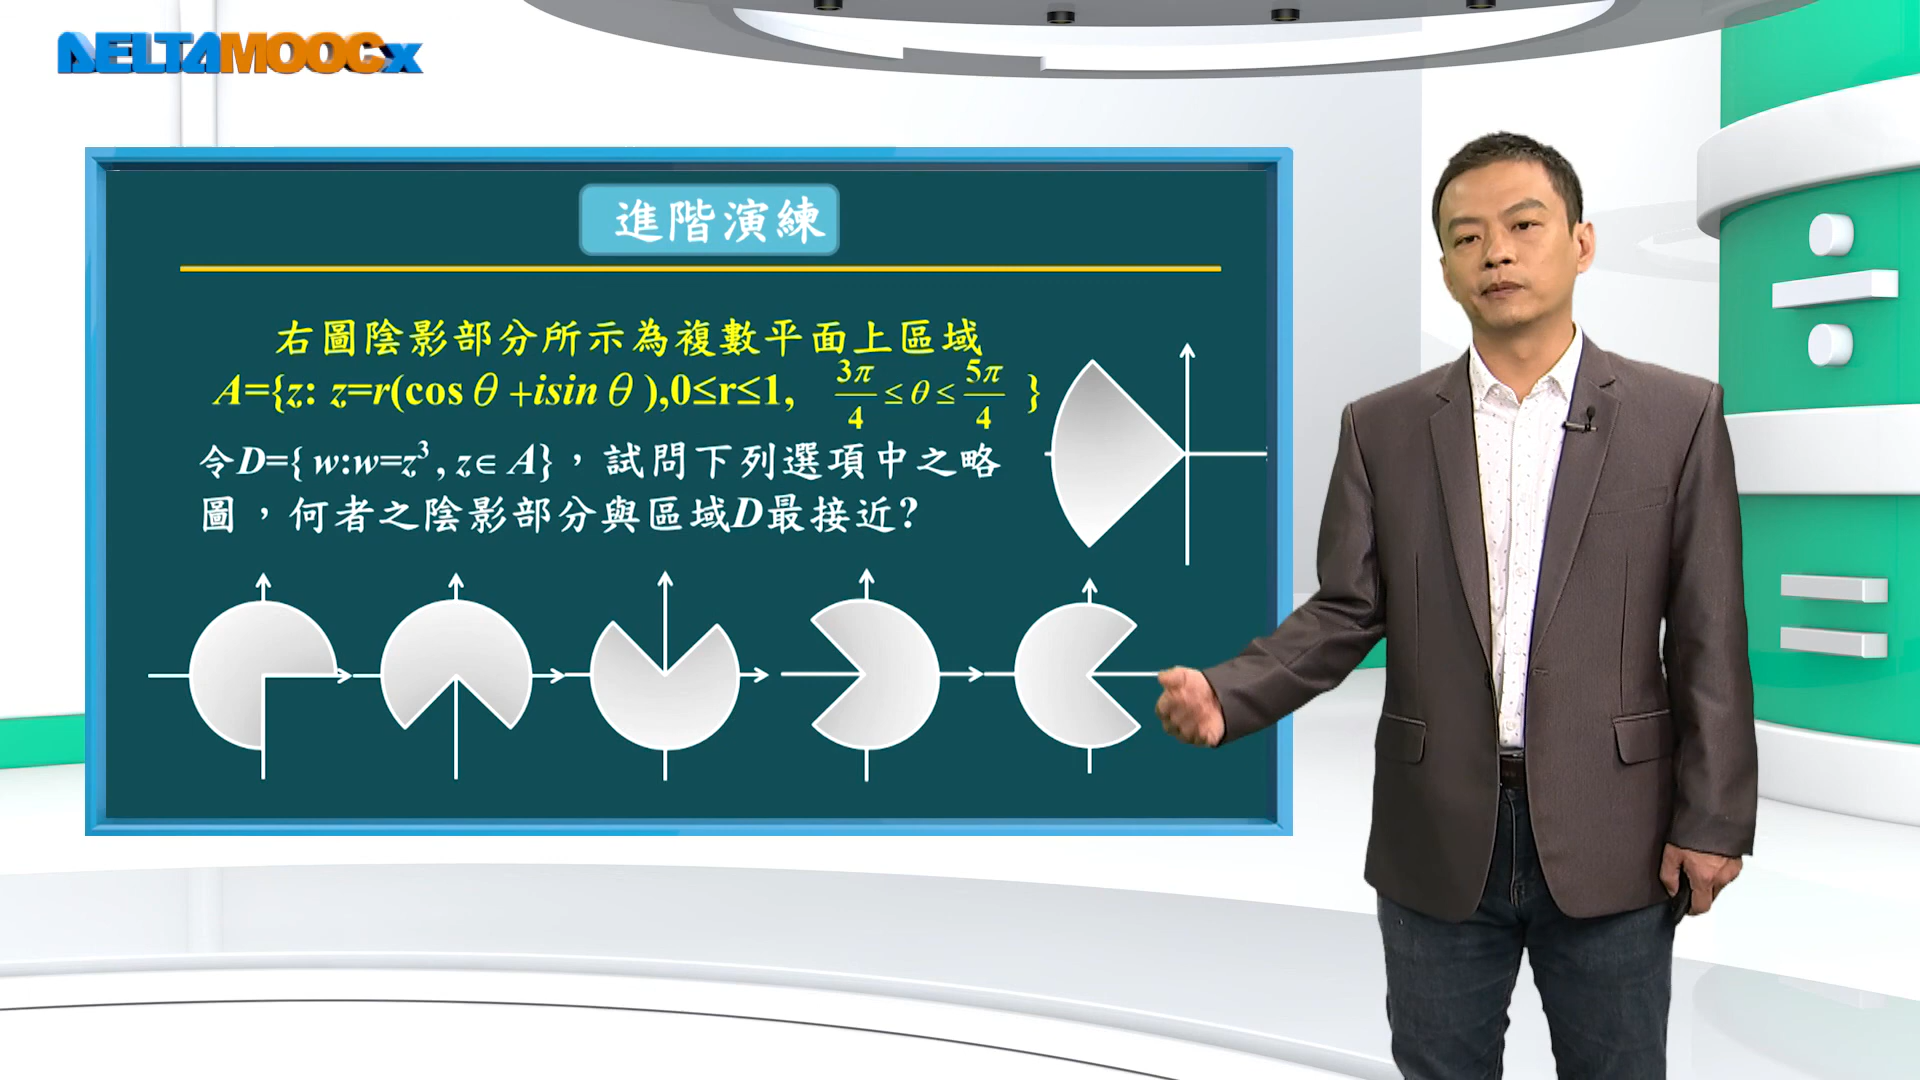 DELTAMOOCx
進階演練
右圖陰影部分所示為複數平面上區域
A={z: z=r(cosθ+isinθ),0≤r≤1, 3π/4≤θ≤5π/4 }
令D={ w:w=z³, z∈A}，試問下列選項中之略
圖，何者之陰影部分與區域D最接近?